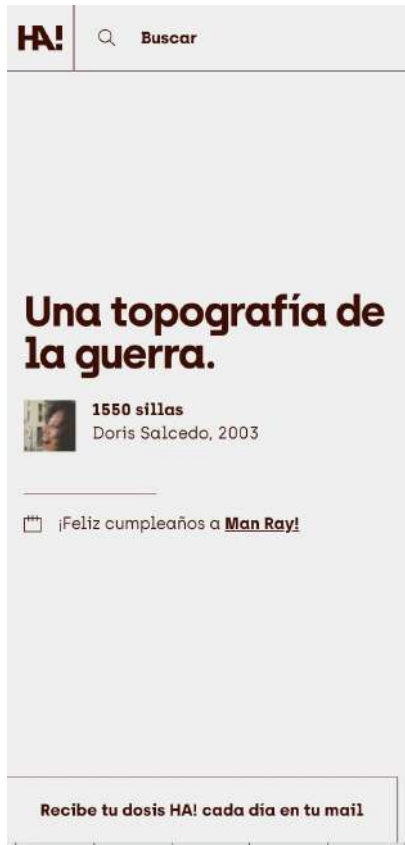 HA!
Buscar
Una topografía de
la guerra.
1550 sillas
Doris Salcedo, 2003
¡Feliz cumpleaños a Man Ray!
Recibe tu dosis HA! cada día en tu mail